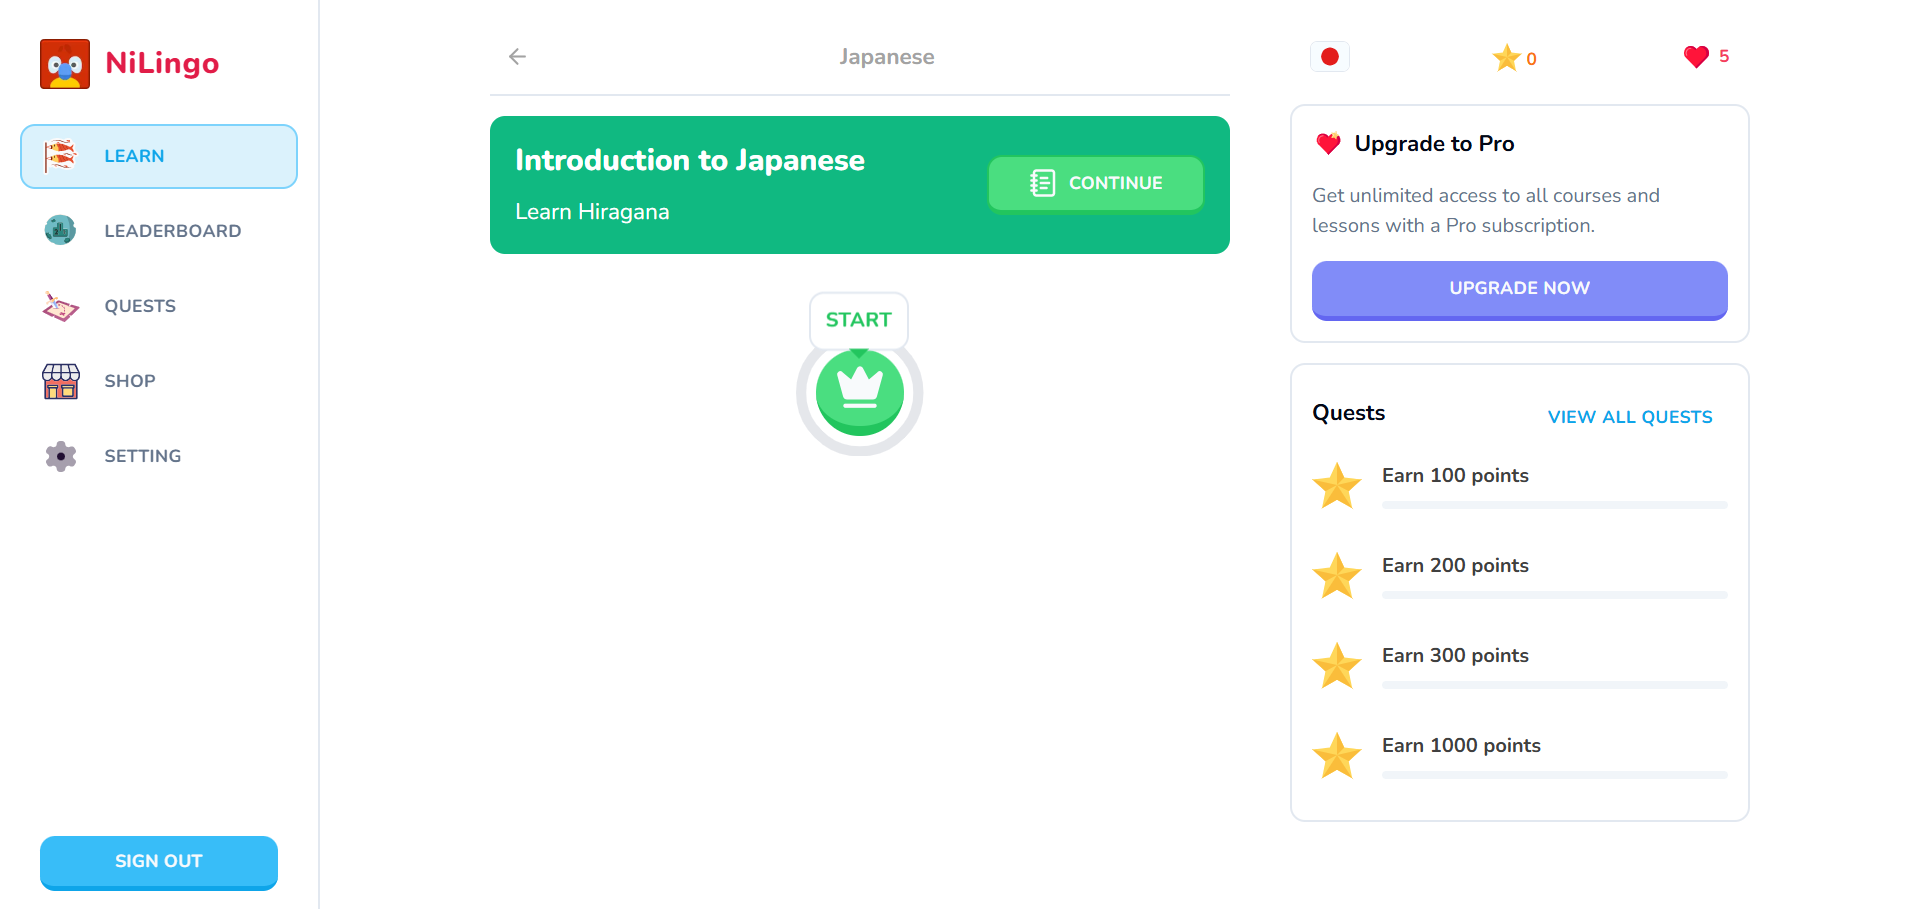 NiLingo
LEARN
LEADERBOARD
QUESTS
SHOP
SETTING
SIGN OUT
Japanese
Introduction to Japanese
Learn Hiragana
CONTINUE
START
0
5
Upgrade to Pro
Get unlimited access to all courses and
lessons with a Pro subscription.
UPGRADE NOW
Quests
VIEW ALL QUESTS
Earn 100 points
Earn 200 points
Earn 300 points
Earn 1000 points